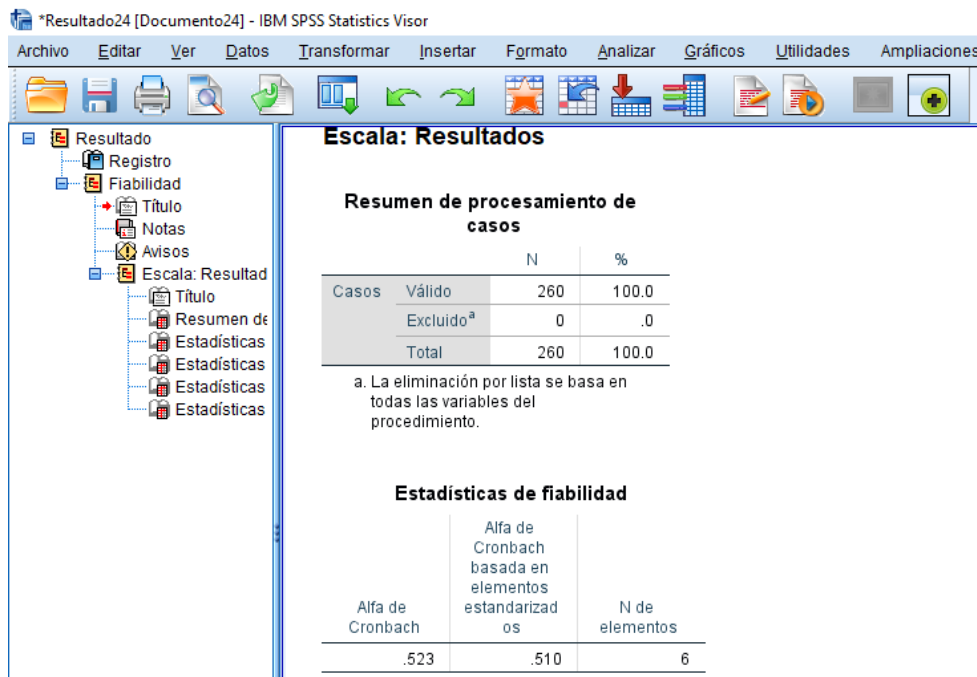 *Resultado24 [Documento24] - IBM SPSS Statistics Visor
Archivo Editar Ver Datos Transformar Insertar Formato Analizar Gráficos Utilidades Ampliaciones
Resultado
Registro
Fiabilidad
Título
Notas
Avisos
Escala: Resultad
Título
Resumen de
Estadísticas
Estadísticas
Estadísticas
Estadísticas
Escala: Resultados
Resumen de procesamiento de
casos
N %
Casos Válido 260 100.0
Excluidoa 0 .0
Total 260 100.0
a. La eliminación por lista se basa en
todas las variables del
procedimiento.
Estadísticas de fiabilidad
Alfa de
Cronbach
Alfa de
Cronbach
basada en
elementos
estandarizad
os
N de
elementos
.523 .510 6